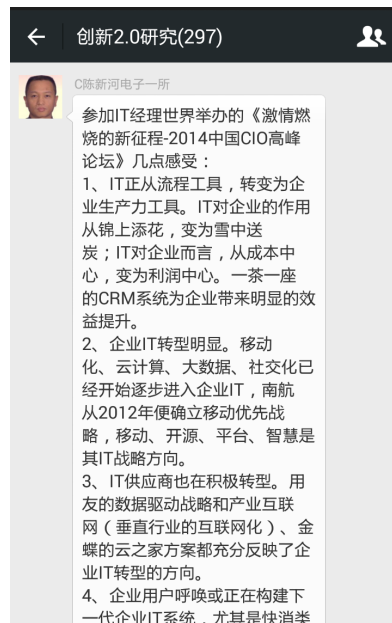 创新2.0研究(297)
C陈新河电子一所
参加IT经理世界举办的《激情燃
烧的新征程-2014中国CIO高峰
论坛》几点感受：
1、IT正从流程工具，转变为企
业生产力工具。IT对企业的作用
从锦上添花，变为雪中送
炭；IT对企业而言，从成本中
心，变为利润中心。一茶一座
的CRM系统为企业带来明显的效
益提升。
2、企业IT转型明显。移动
化、云计算、大数据、社交化已
经开始逐步进入企业IT，南航
从2012年便确立移动优先战
略，移动、开源、平台、智慧是
其IT战略方向。
3、IT供应商也在积极转型。用
友的数据驱动战略和产业互联
网（垂直行业的互联网化）、金
蝶的云之家方案都充分反映了企
业IT转型的方向。
4、企业用户呼唤或正在构建下
一代企业IT系统，尤其是快消类